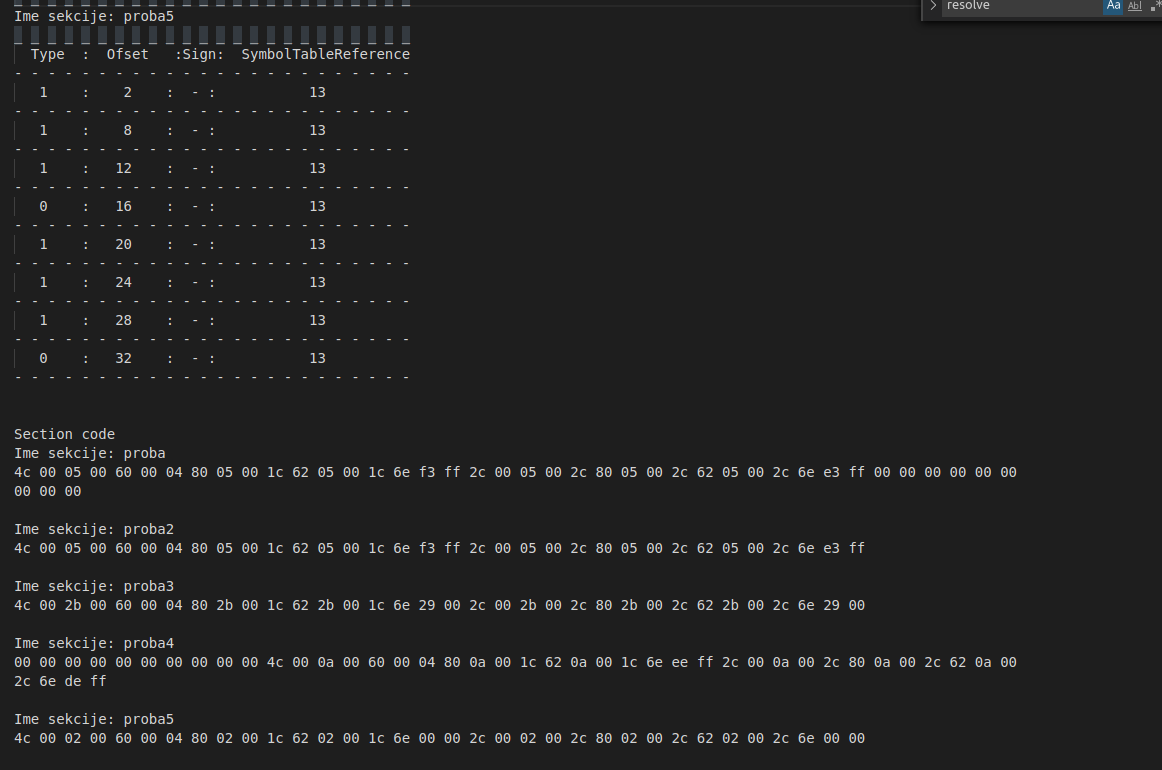 resolve Aa Abl .*
Ime sekcije: proba5
_ _ _ _ _ _ _ _ _ _ _ _ _ _ _ _ _ _ _ _ _ _ _ _
Type : Ofset :Sign: SymbolTableReference
- - - - - - - - - - - - - - - - - - - - - - - -
1 : 2 : - : 13
- - - - - - - - - - - - - - - - - - - - - - - -
1 : 8 : - : 13
- - - - - - - - - - - - - - - - - - - - - - - -
1 : 12 : - : 13
- - - - - - - - - - - - - - - - - - - - - - - -
0 : 16 : - : 13
- - - - - - - - - - - - - - - - - - - - - - - -
1 : 20 : - : 13
- - - - - - - - - - - - - - - - - - - - - - - -
1 : 24 : - : 13
- - - - - - - - - - - - - - - - - - - - - - - -
1 : 28 : - : 13
- - - - - - - - - - - - - - - - - - - - - - - -
0 : 32 : - : 13
- - - - - - - - - - - - - - - - - - - - - - - -
Section code
Ime sekcije: proba
4c 00 05 00 60 00 04 80 05 00 1c 62 05 00 1c 6e f3 ff 2c 00 05 00 2c 80 05 00 2c 62 05 00 2c 6e e3 ff 00 00 00 00 00 00
00 00 00
Ime sekcije: proba2
4c 00 05 00 60 00 04 80 05 00 1c 62 05 00 1c 6e f3 ff 2c 00 05 00 2c 80 05 00 2c 62 05 00 2c 6e e3 ff
Ime sekcije: proba3
4c 00 2b 00 60 00 04 80 2b 00 1c 62 2b 00 1c 6e 29 00 2c 00 2b 00 2c 80 2b 00 2c 62 2b 00 2c 6e 29 00
Ime sekcije: proba4
00 00 00 00 00 00 00 00 00 00 4c 00 0a 00 60 00 04 80 0a 00 1c 62 0a 00 1c 6e ee ff 2c 00 0a 00 2c 80 0a 00 2c 62 0a 00
2c 6e de ff
Ime sekcije: proba5
4c 00 02 00 60 00 04 80 02 00 1c 62 02 00 1c 6e 00 00 2c 00 02 00 2c 80 02 00 2c 62 02 00 2c 6e 00 00